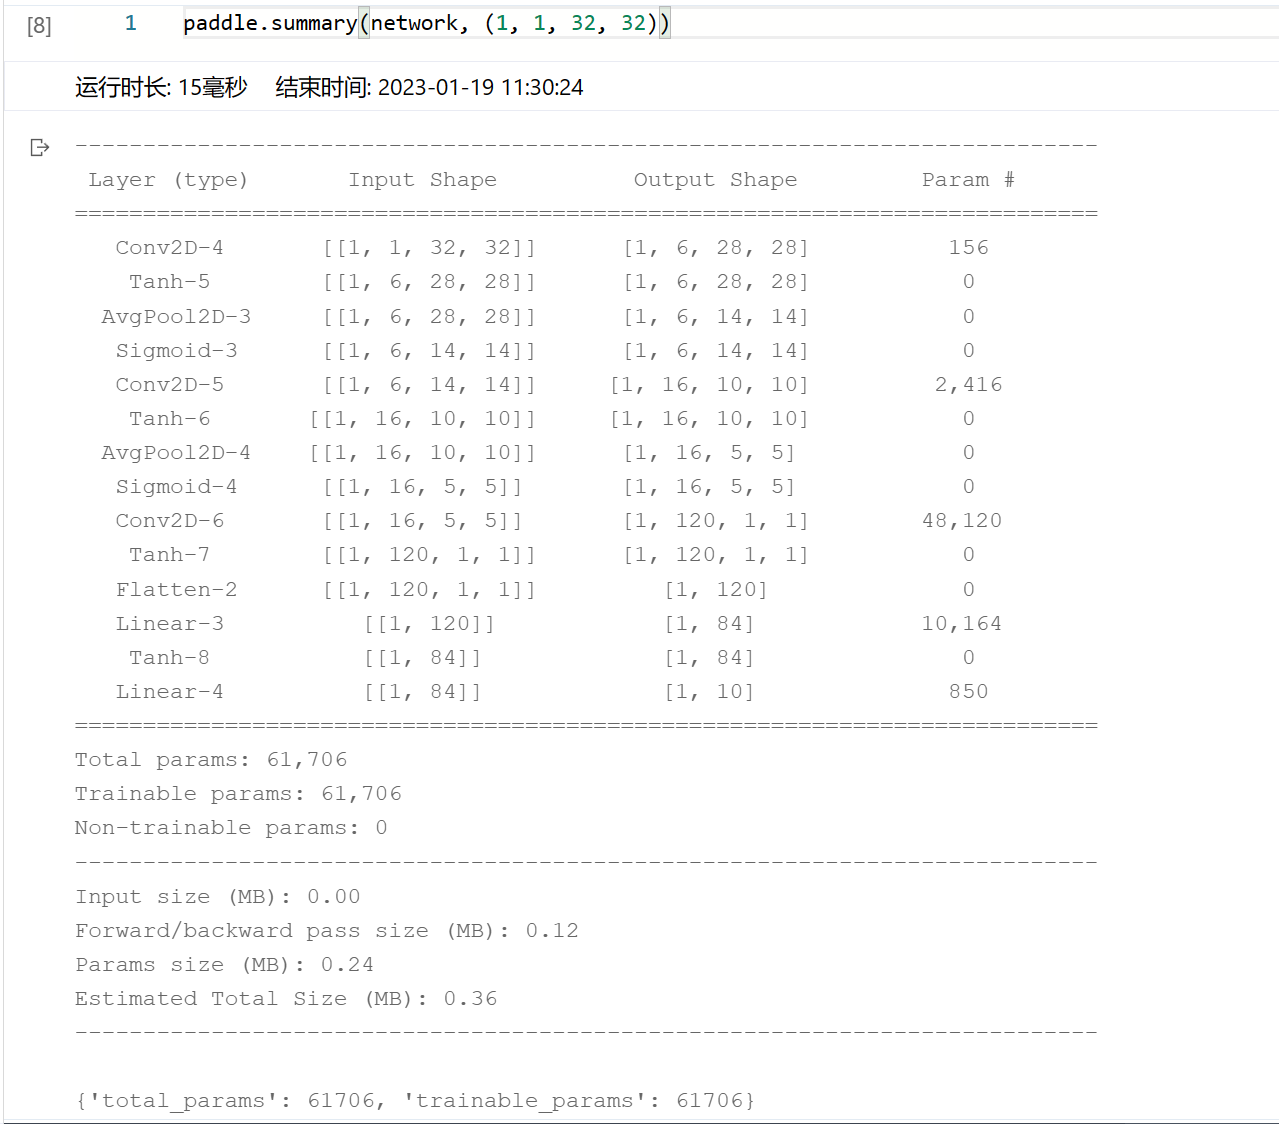 [8] 1 paddle.summary(network, (1, 1, 32, 32))
运行时长: 15毫秒 结束时间: 2023-01-19 11:30:24
---------------------------------------------------------------------------
Layer (type) Input Shape Output Shape Param #
===========================================================================
Conv2D-4 [[1, 1, 32, 32]] [1, 6, 28, 28] 156
Tanh-5 [[1, 6, 28, 28]] [1, 6, 28, 28] 0
AvgPool2D-3 [[1, 6, 28, 28]] [1, 6, 14, 14] 0
Sigmoid-3 [[1, 6, 14, 14]] [1, 6, 14, 14] 0
Conv2D-5 [[1, 6, 14, 14]] [1, 16, 10, 10] 2,416
Tanh-6 [[1, 16, 10, 10]] [1, 16, 10, 10] 0
AvgPool2D-4 [[1, 16, 10, 10]] [1, 16, 5, 5] 0
Sigmoid-4 [[1, 16, 5, 5]] [1, 16, 5, 5] 0
Conv2D-6 [[1, 16, 5, 5]] [1, 120, 1, 1] 48,120
Tanh-7 [[1, 120, 1, 1]] [1, 120, 1, 1] 0
Flatten-2 [[1, 120, 1, 1]] [1, 120] 0
Linear-3 [[1, 120]] [1, 84] 10,164
Tanh-8 [[1, 84]] [1, 84] 0
Linear-4 [[1, 84]] [1, 10] 850
===========================================================================
Total params: 61,706
Trainable params: 61,706
Non-trainable params: 0
---------------------------------------------------------------------------
Input size (MB): 0.00
Forward/backward pass size (MB): 0.12
Params size (MB): 0.24
Estimated Total Size (MB): 0.36
---------------------------------------------------------------------------
{'total_params': 61706, 'trainable_params': 61706}